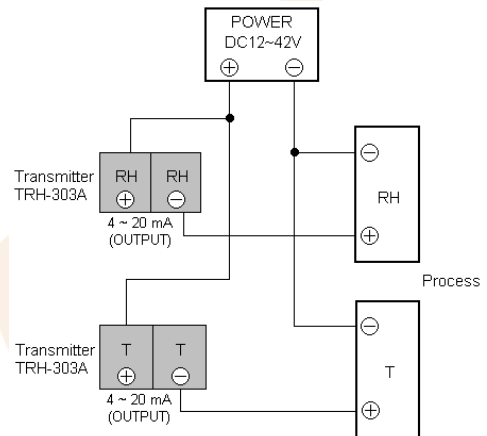 POWER
DC12~42V
⊕ ⊖
Transmitter
TRH-303A
RH RH
⊕ ⊖
4 ~ 20 mA
(OUTPUT)
⊖
RH
⊕
Process
Transmitter
TRH-303A
T T
⊕ ⊖
4 ~ 20 mA
(OUTPUT)
⊖
T
⊕